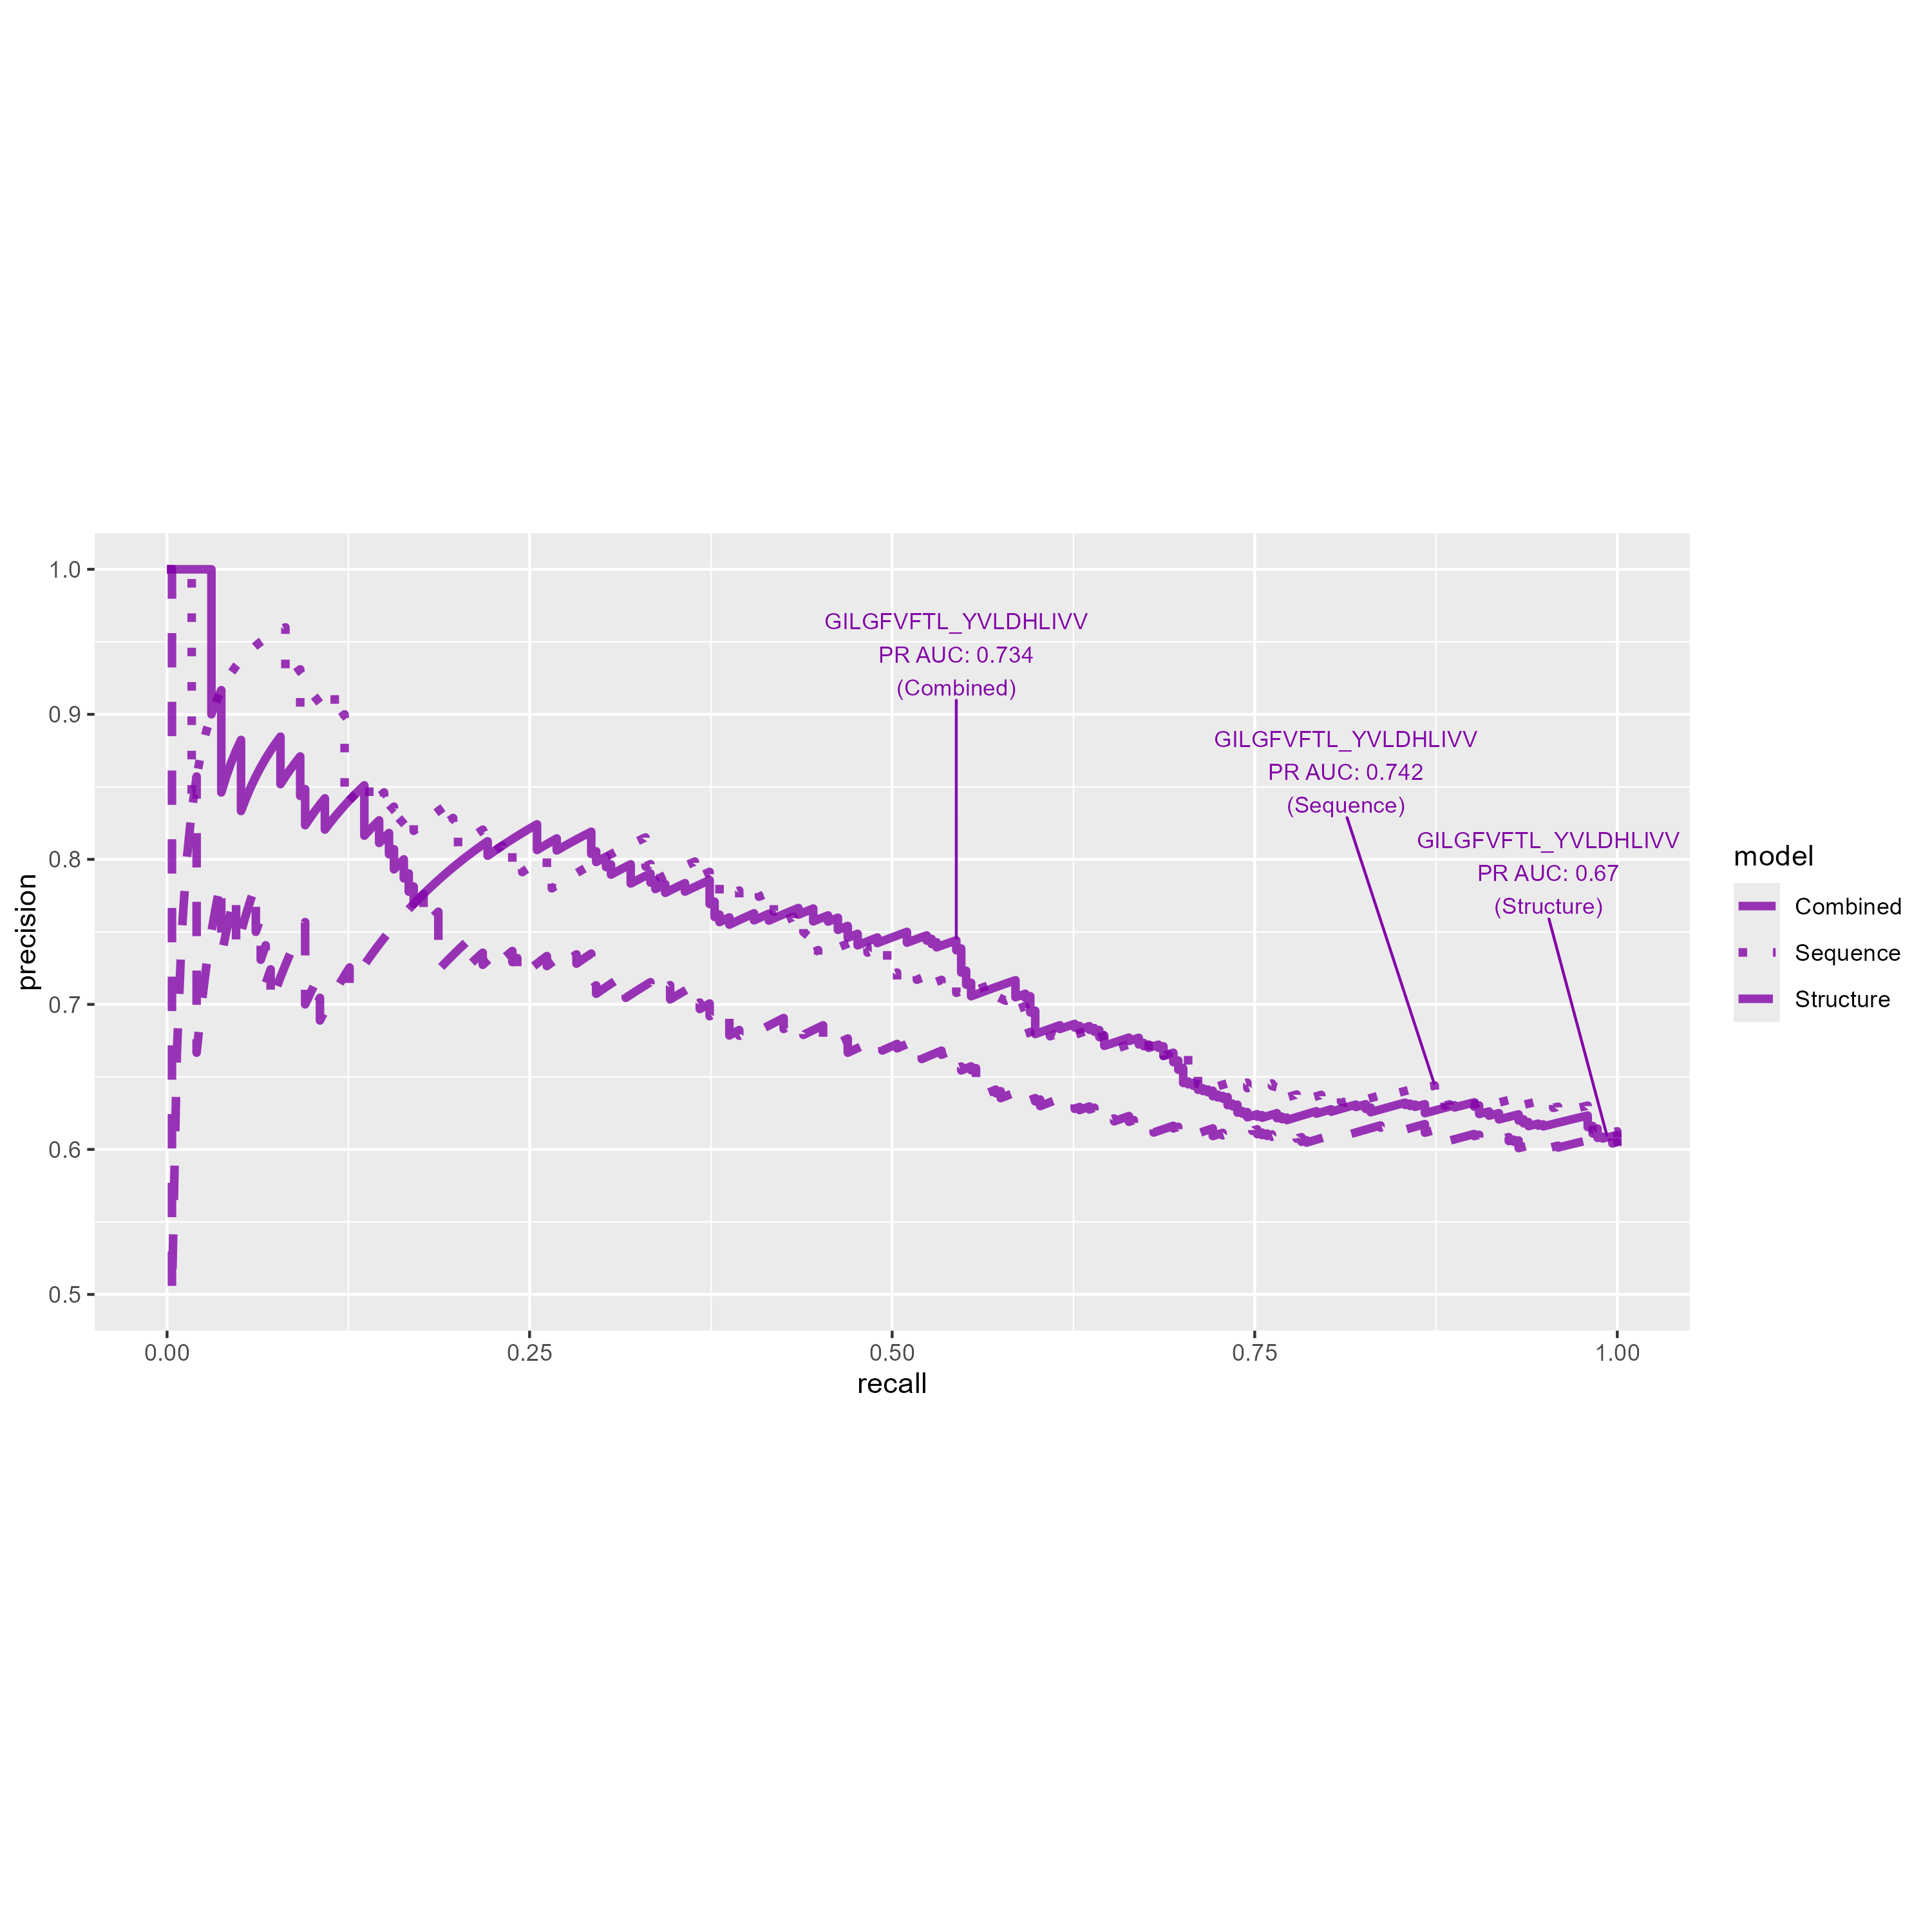 GILGFVFTL_YVLDHLIVV
PR AUC: 0.734
(Combined)
GILGFVFTL_YVLDHLIVV
PR AUC: 0.742
(Sequence)
GILGFVFTL_YVLDHLIVV
PR AUC: 0.67
(Structure)
1.0
0.9
0.8
0.7
0.6
0.5
precision
0.00
0.25
0.50
0.75
1.00
recall
model
Combined
Sequence
Structure